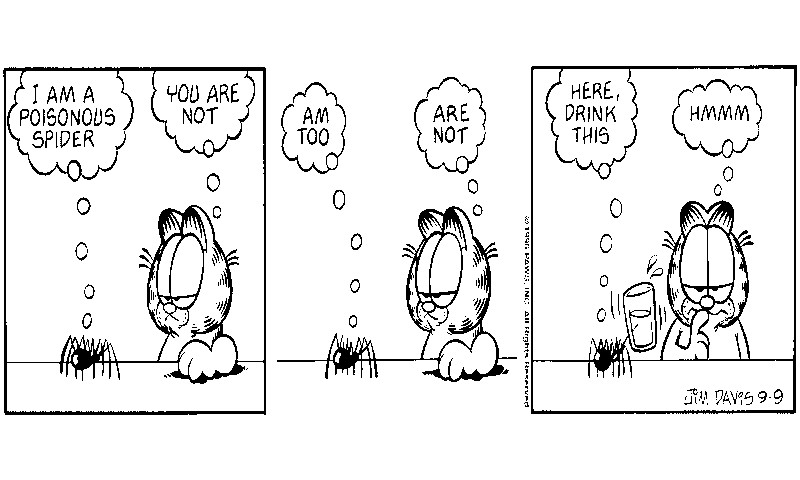 I AM A
POISONOUS
SPIDER
YOU ARE
NOT
AM
TOO
ARE
NOT
HERE,
DRINK
THIS
HMMM
JIM DAVIS 9-9